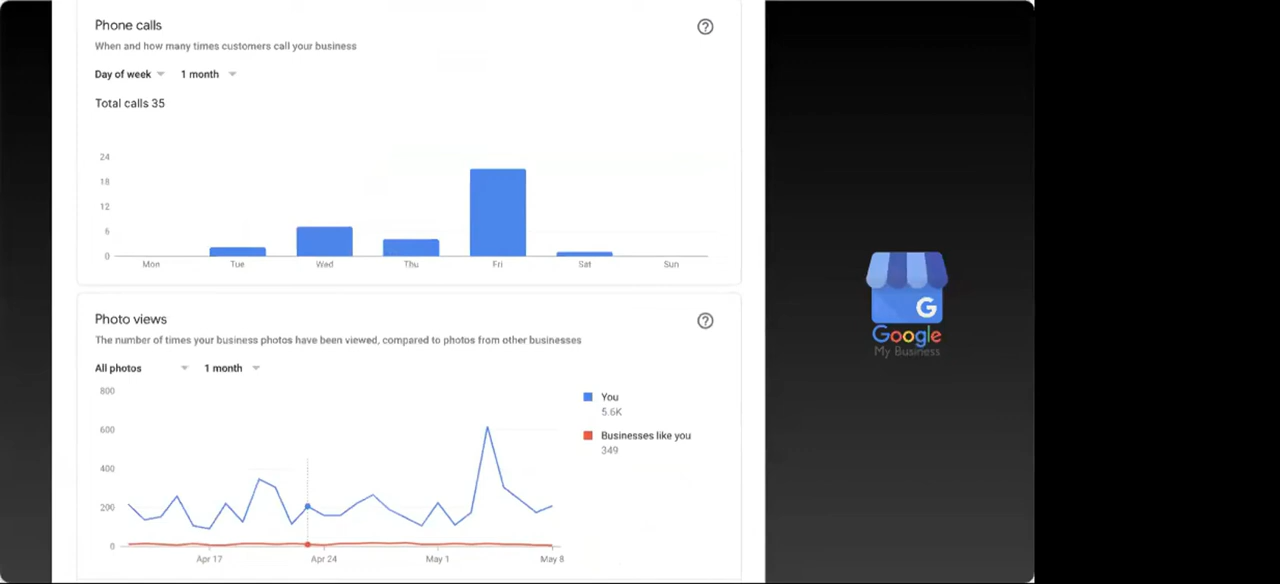 Phone calls
When and how many times customers call your business
Day of week 1 month
Total calls 35
24
18
12
6
0
Mon Tue Wed Thu Fri Sat Sun
Photo views
The number of times your business photos have been viewed, compared to photos from other businesses
All photos 1 month
800
600
400
200
0
Apr 17 Apr 24 May 1 May 8
You
5.6K
Businesses like you
349
G
Google
My Business